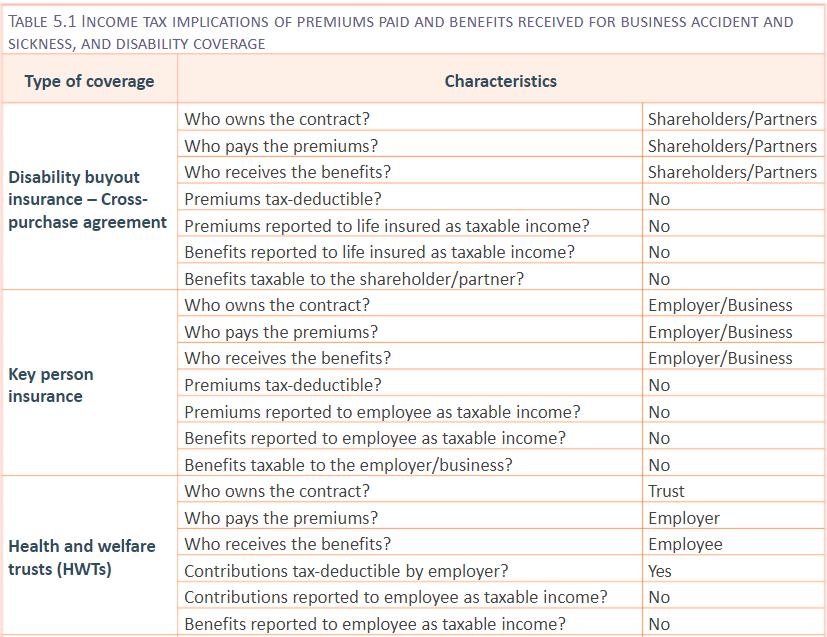 TABLE 5.1 INCOME TAX IMPLICATIONS OF PREMIUMS PAID AND BENEFITS RECEIVED FOR BUSINESS ACCIDENT AND
SICKNESS, AND DISABILITY COVERAGE
Type of coverage Characteristics
Disability buyout
insurance – Cross-
purchase agreement
Who owns the contract? Shareholders/Partners
Who pays the premiums? Shareholders/Partners
Who receives the benefits? Shareholders/Partners
Premiums tax-deductible? No
Premiums reported to life insured as taxable income? No
Benefits reported to life insured as taxable income? No
Benefits taxable to the shareholder/partner? No
Key person
insurance
Who owns the contract? Employer/Business
Who pays the premiums? Employer/Business
Who receives the benefits? Employer/Business
Premiums tax-deductible? No
Premiums reported to employee as taxable income? No
Benefits reported to employee as taxable income? No
Benefits taxable to the employer/business? No
Health and welfare
trusts (HWTs)
Who owns the contract? Trust
Who pays the premiums? Employer
Who receives the benefits? Employee
Contributions tax-deductible by employer? Yes
Contributions reported to employee as taxable income? No
Benefits reported to employee as taxable income? No